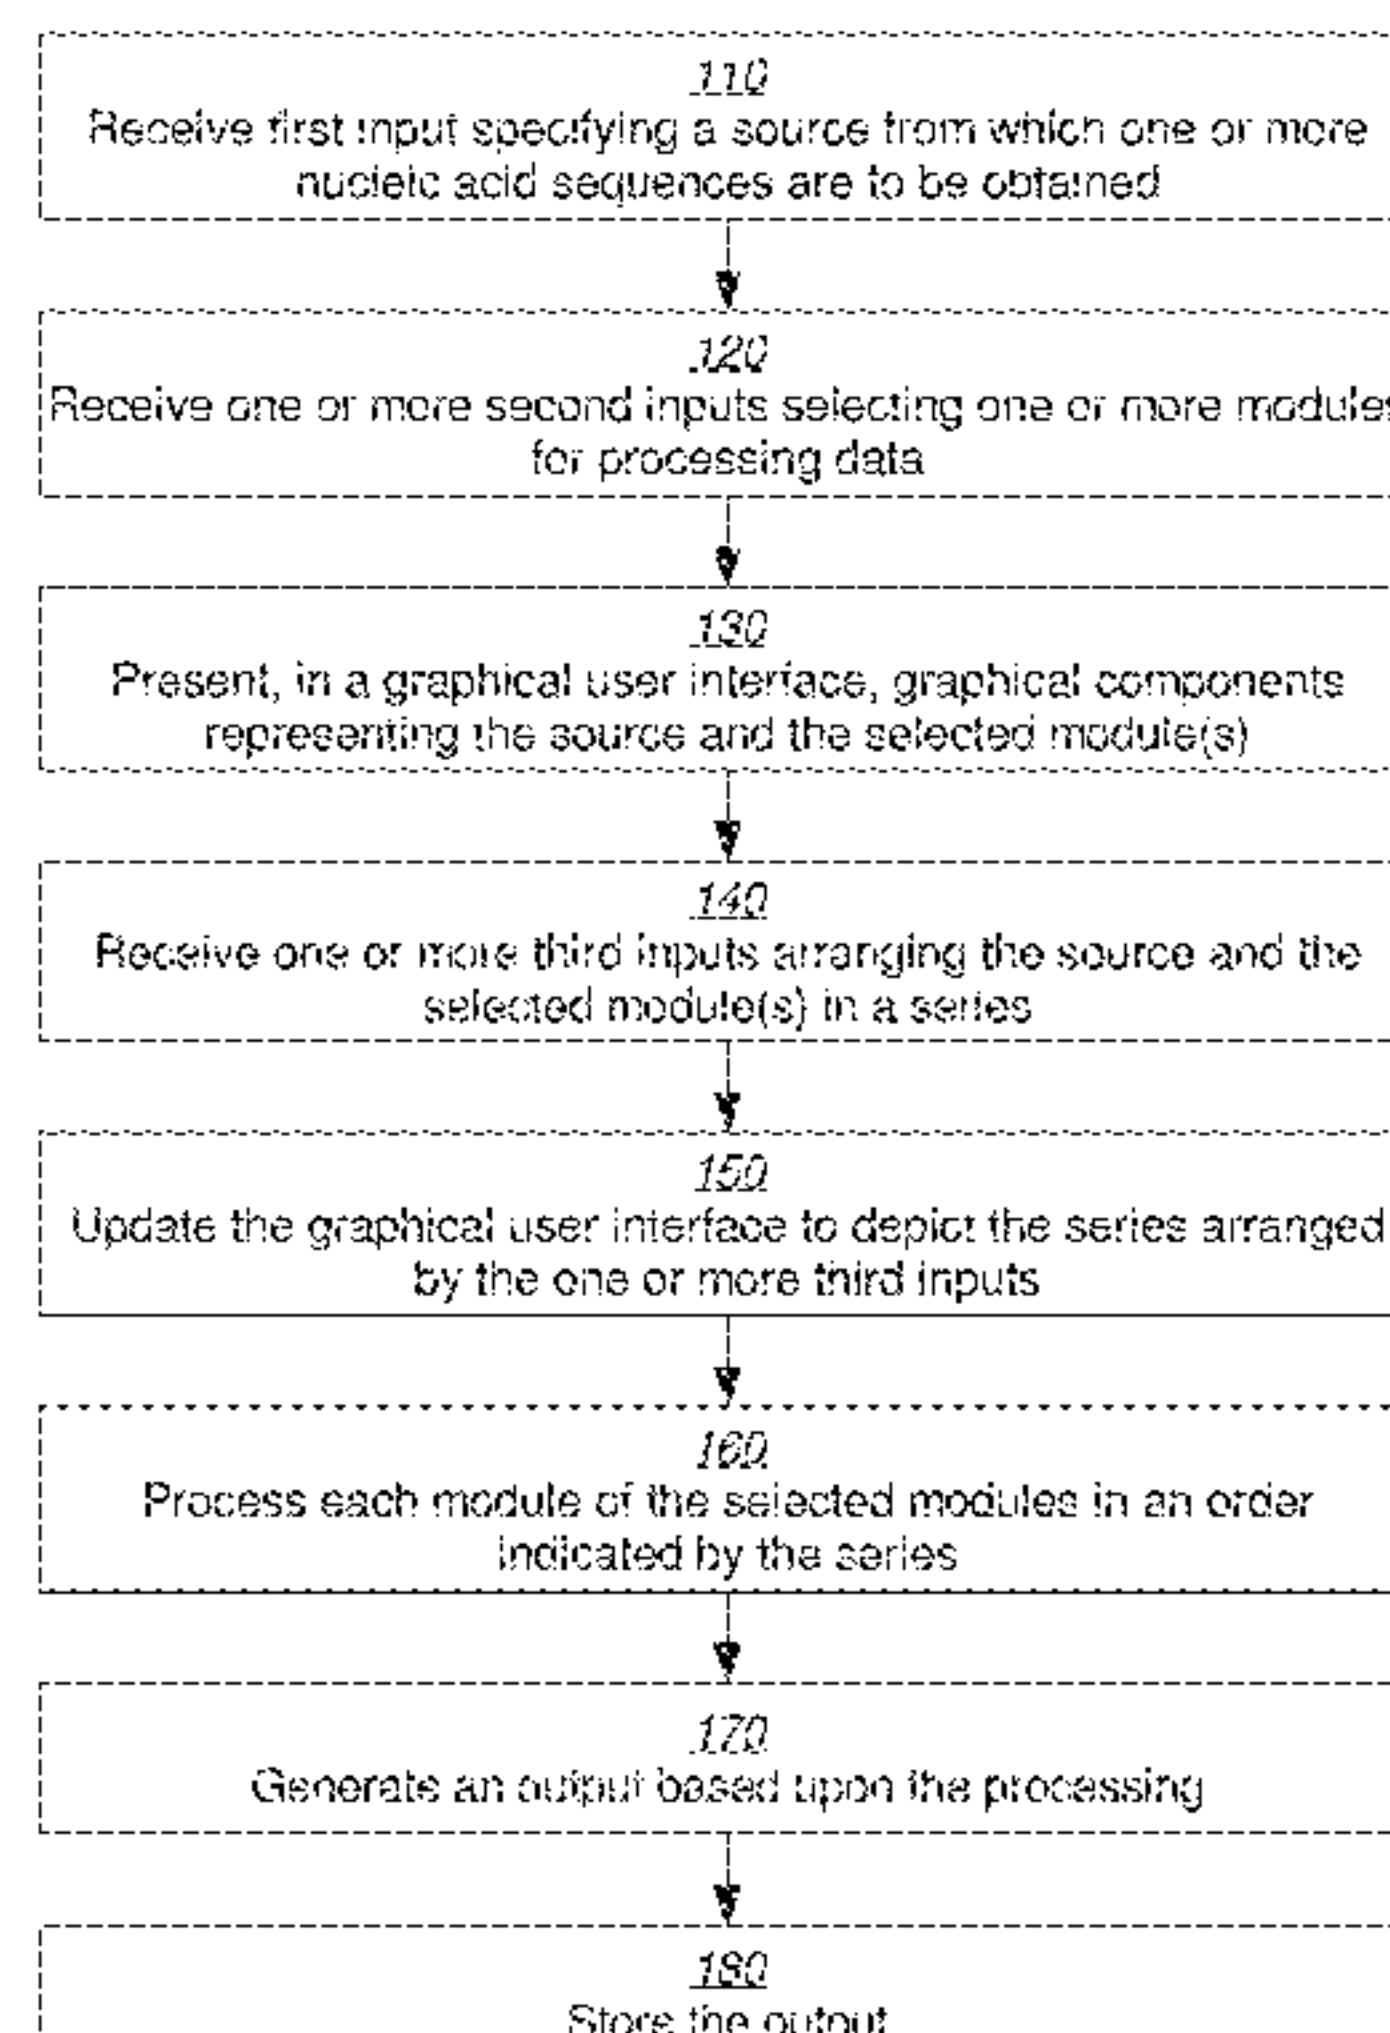 110
Receive first input specifying a source from which one or more
nucleic acid sequences are to be obtained
120
Receive one or more second inputs selecting one or more modules
for processing data
130
Present, in a graphical user interface, graphical components
representing the source and the selected module(s)
140
Receive one or more third inputs arranging the source and the
selected module(s) in a series
150
Update the graphical user interface to depict the series arranged
by the one or more third inputs
160
Process each module of the selected modules in an order
indicated by the series
170
Generate an output based upon the processing
180
Store the output